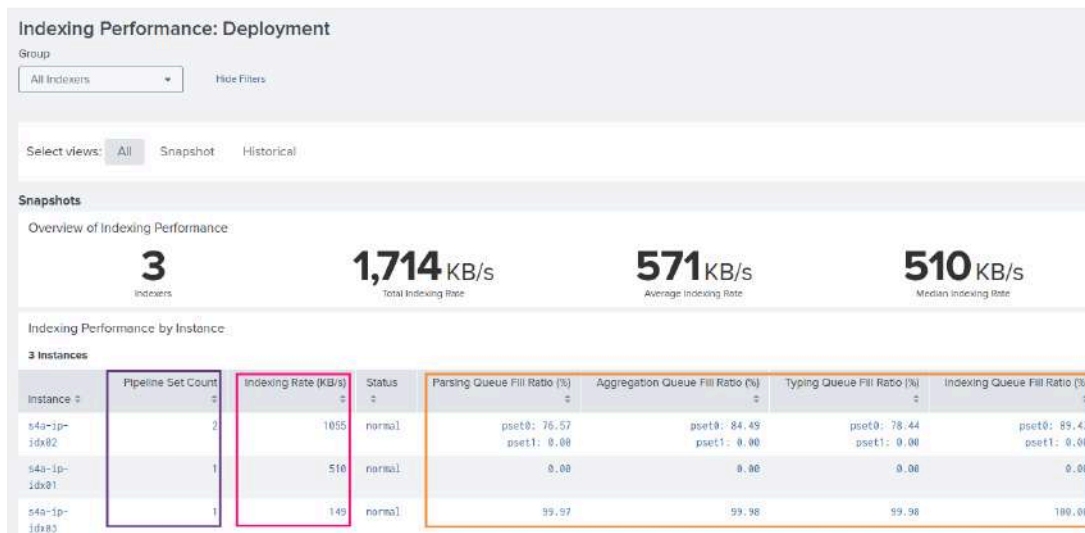 Indexing Performance: Deployment
Group
All Indexers
Hide Filters
Select views: All Snapshot Historical
Snapshots
Overview of Indexing Performance
3 1,714 KB/s 571 KB/s 510 KB/s
Indexers Total Indexing Rate Average Indexing Rate Median Indexing Rate
Indexing Performance by Instance
3 Instances
Instance Pipeline Set Count Indexing Rate (KB/s) Status Parsing Queue Fill Ratio (%) Aggregation Queue Fill Ratio (%) Typing Queue Fill Ratio (%) Indexing Queue Fill Ratio (%
s4a-ip- 2 1055 normal pset0: 76.57 pset0: 84.49 pset0: 78.44 pset0: 89.4
idx02 pset1: 0.00 pset1: 0.00 pset1: 0.00 pset1: 0.00
s4a-ip- 1 510 normal 0.00 0.00 0.00 0.00
idx01
s4a-ip- 1 149 normal 99.97 99.98 99.98 100.00
idx03